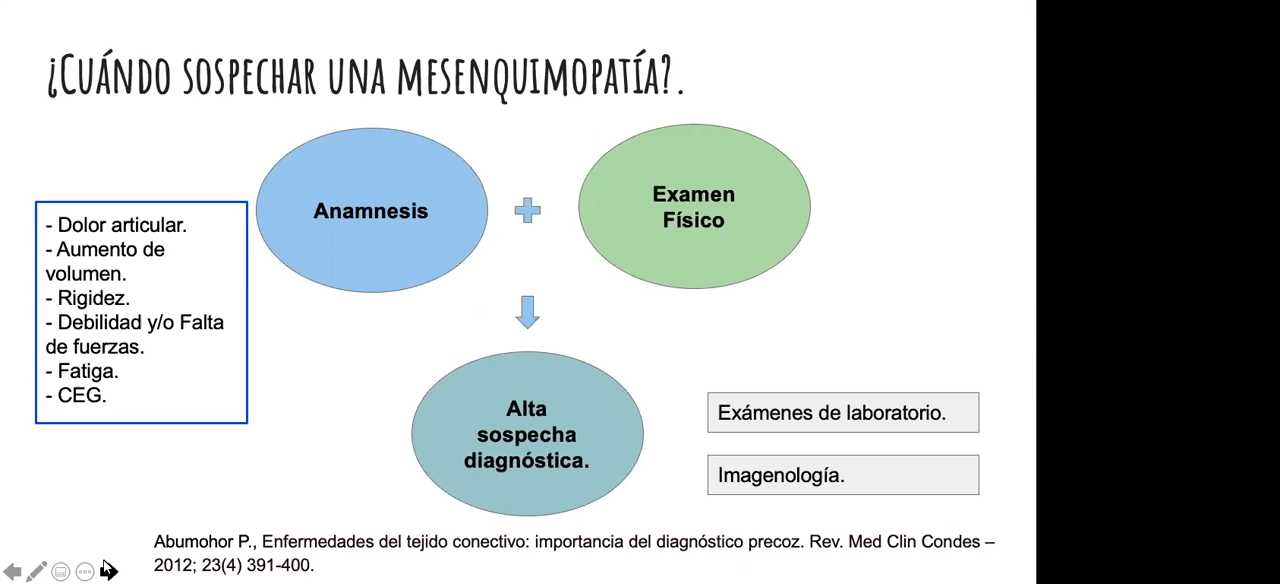 ¿Cuándo sospechar una mesenquimopatía?.
Anamnesis
Examen
Físico
- Dolor articular.
- Aumento de
volumen.
- Rigidez.
- Debilidad y/o Falta
de fuerzas.
- Fatiga.
- CEG.
Alta
sospecha
diagnóstica.
Exámenes de laboratorio.
Imagenología.
Abumohor P., Enfermedades del tejido conectivo: importancia del diagnóstico precoz. Rev. Med Clin Condes –
2012; 23(4) 391-400.